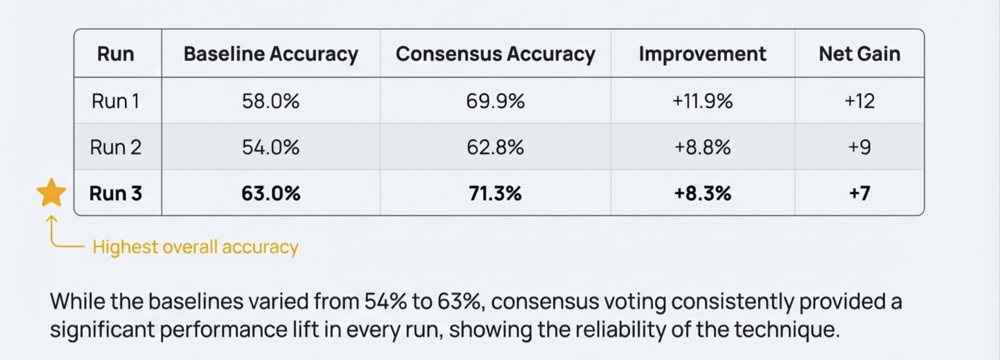 Run Baseline Accuracy Consensus Accuracy Improvement Net Gain
Run 1 58.0% 69.9% +11.9% +12
Run 2 54.0% 62.8% +8.8% +9
Run 3 63.0% 71.3% +8.3% +7
Highest overall accuracy
While the baselines varied from 54% to 63%, consensus voting consistently provided a
significant performance lift in every run, showing the reliability of the technique.